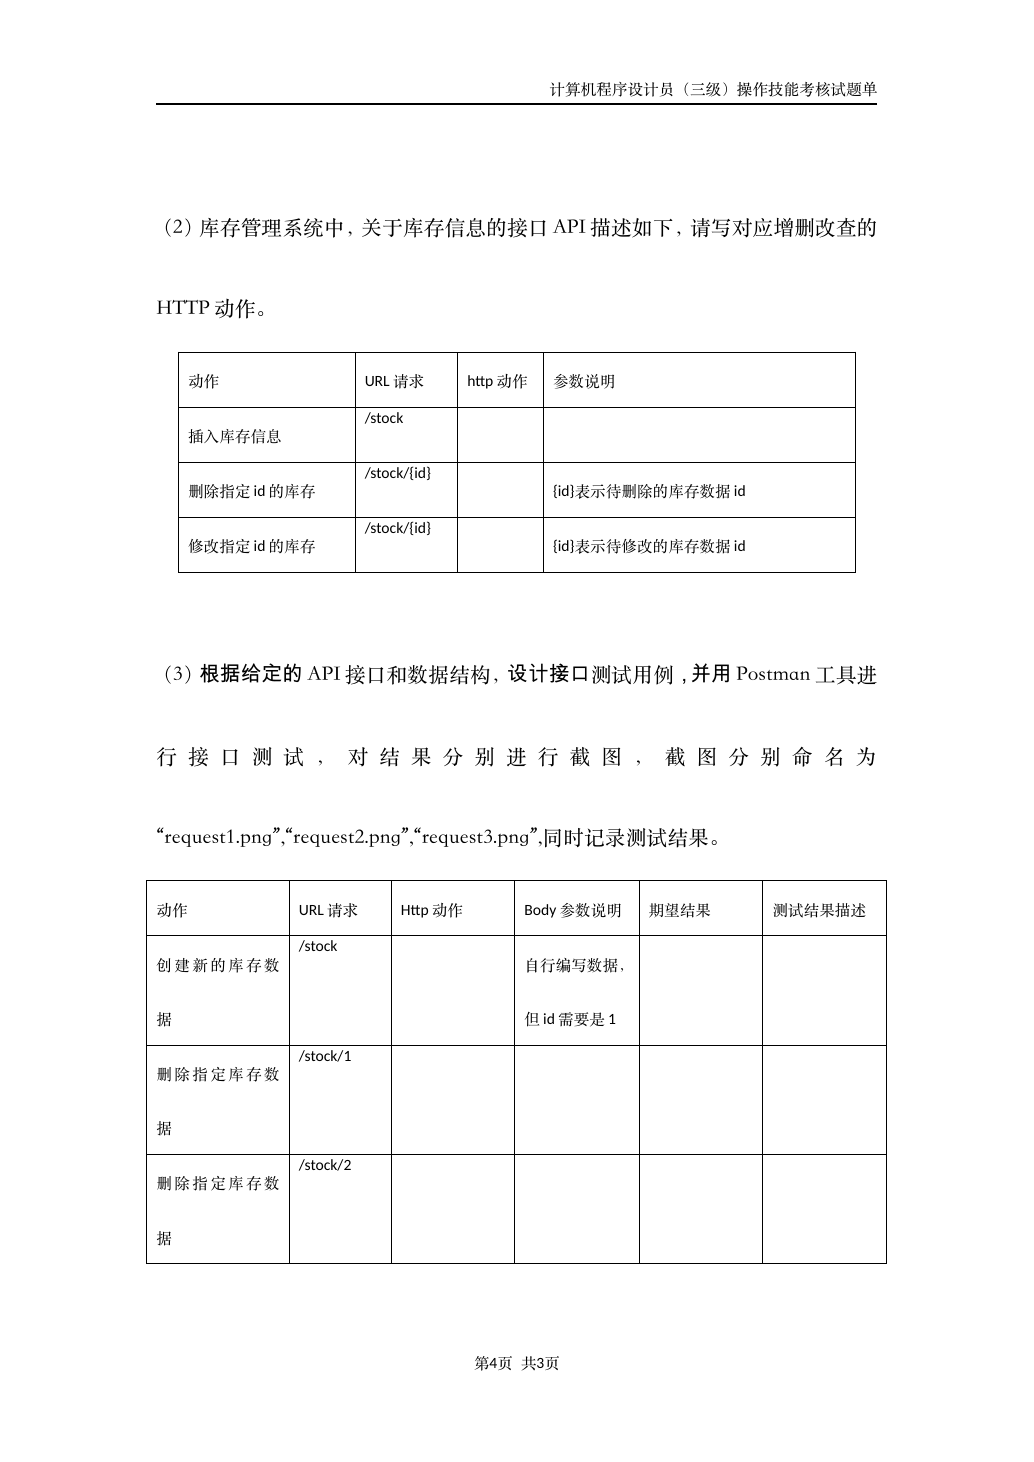 计算机程序设计员（三级）操作技能考核试题单
（2）库存管理系统中，关于库存信息的接口 API 描述如下，请写对应增删改查的
HTTP 动作。
动作 URL 请求 http 动作 参数说明
插入库存信息 /stock
删除指定 id 的库存 /stock/{id} {id}表示待删除的库存数据 id
修改指定 id 的库存 /stock/{id} {id}表示待修改的库存数据 id
（3）根据给定的 API 接口和数据结构，设计接口测试用例，并用 Postman 工具进
行接口测试，对结果分别进行截图，截图分别命名为
“request1.png”,“request2.png”,“request3.png”,同时记录测试结果。
动作 URL 请求 Http 动作 Body 参数说明 期望结果 测试结果描述
创建新的库存数 /stock 自行编写数据，
据 但 id 需要是 1
删除指定库存数 /stock/1
据
删除指定库存数 /stock/2
据
第4页 共3页